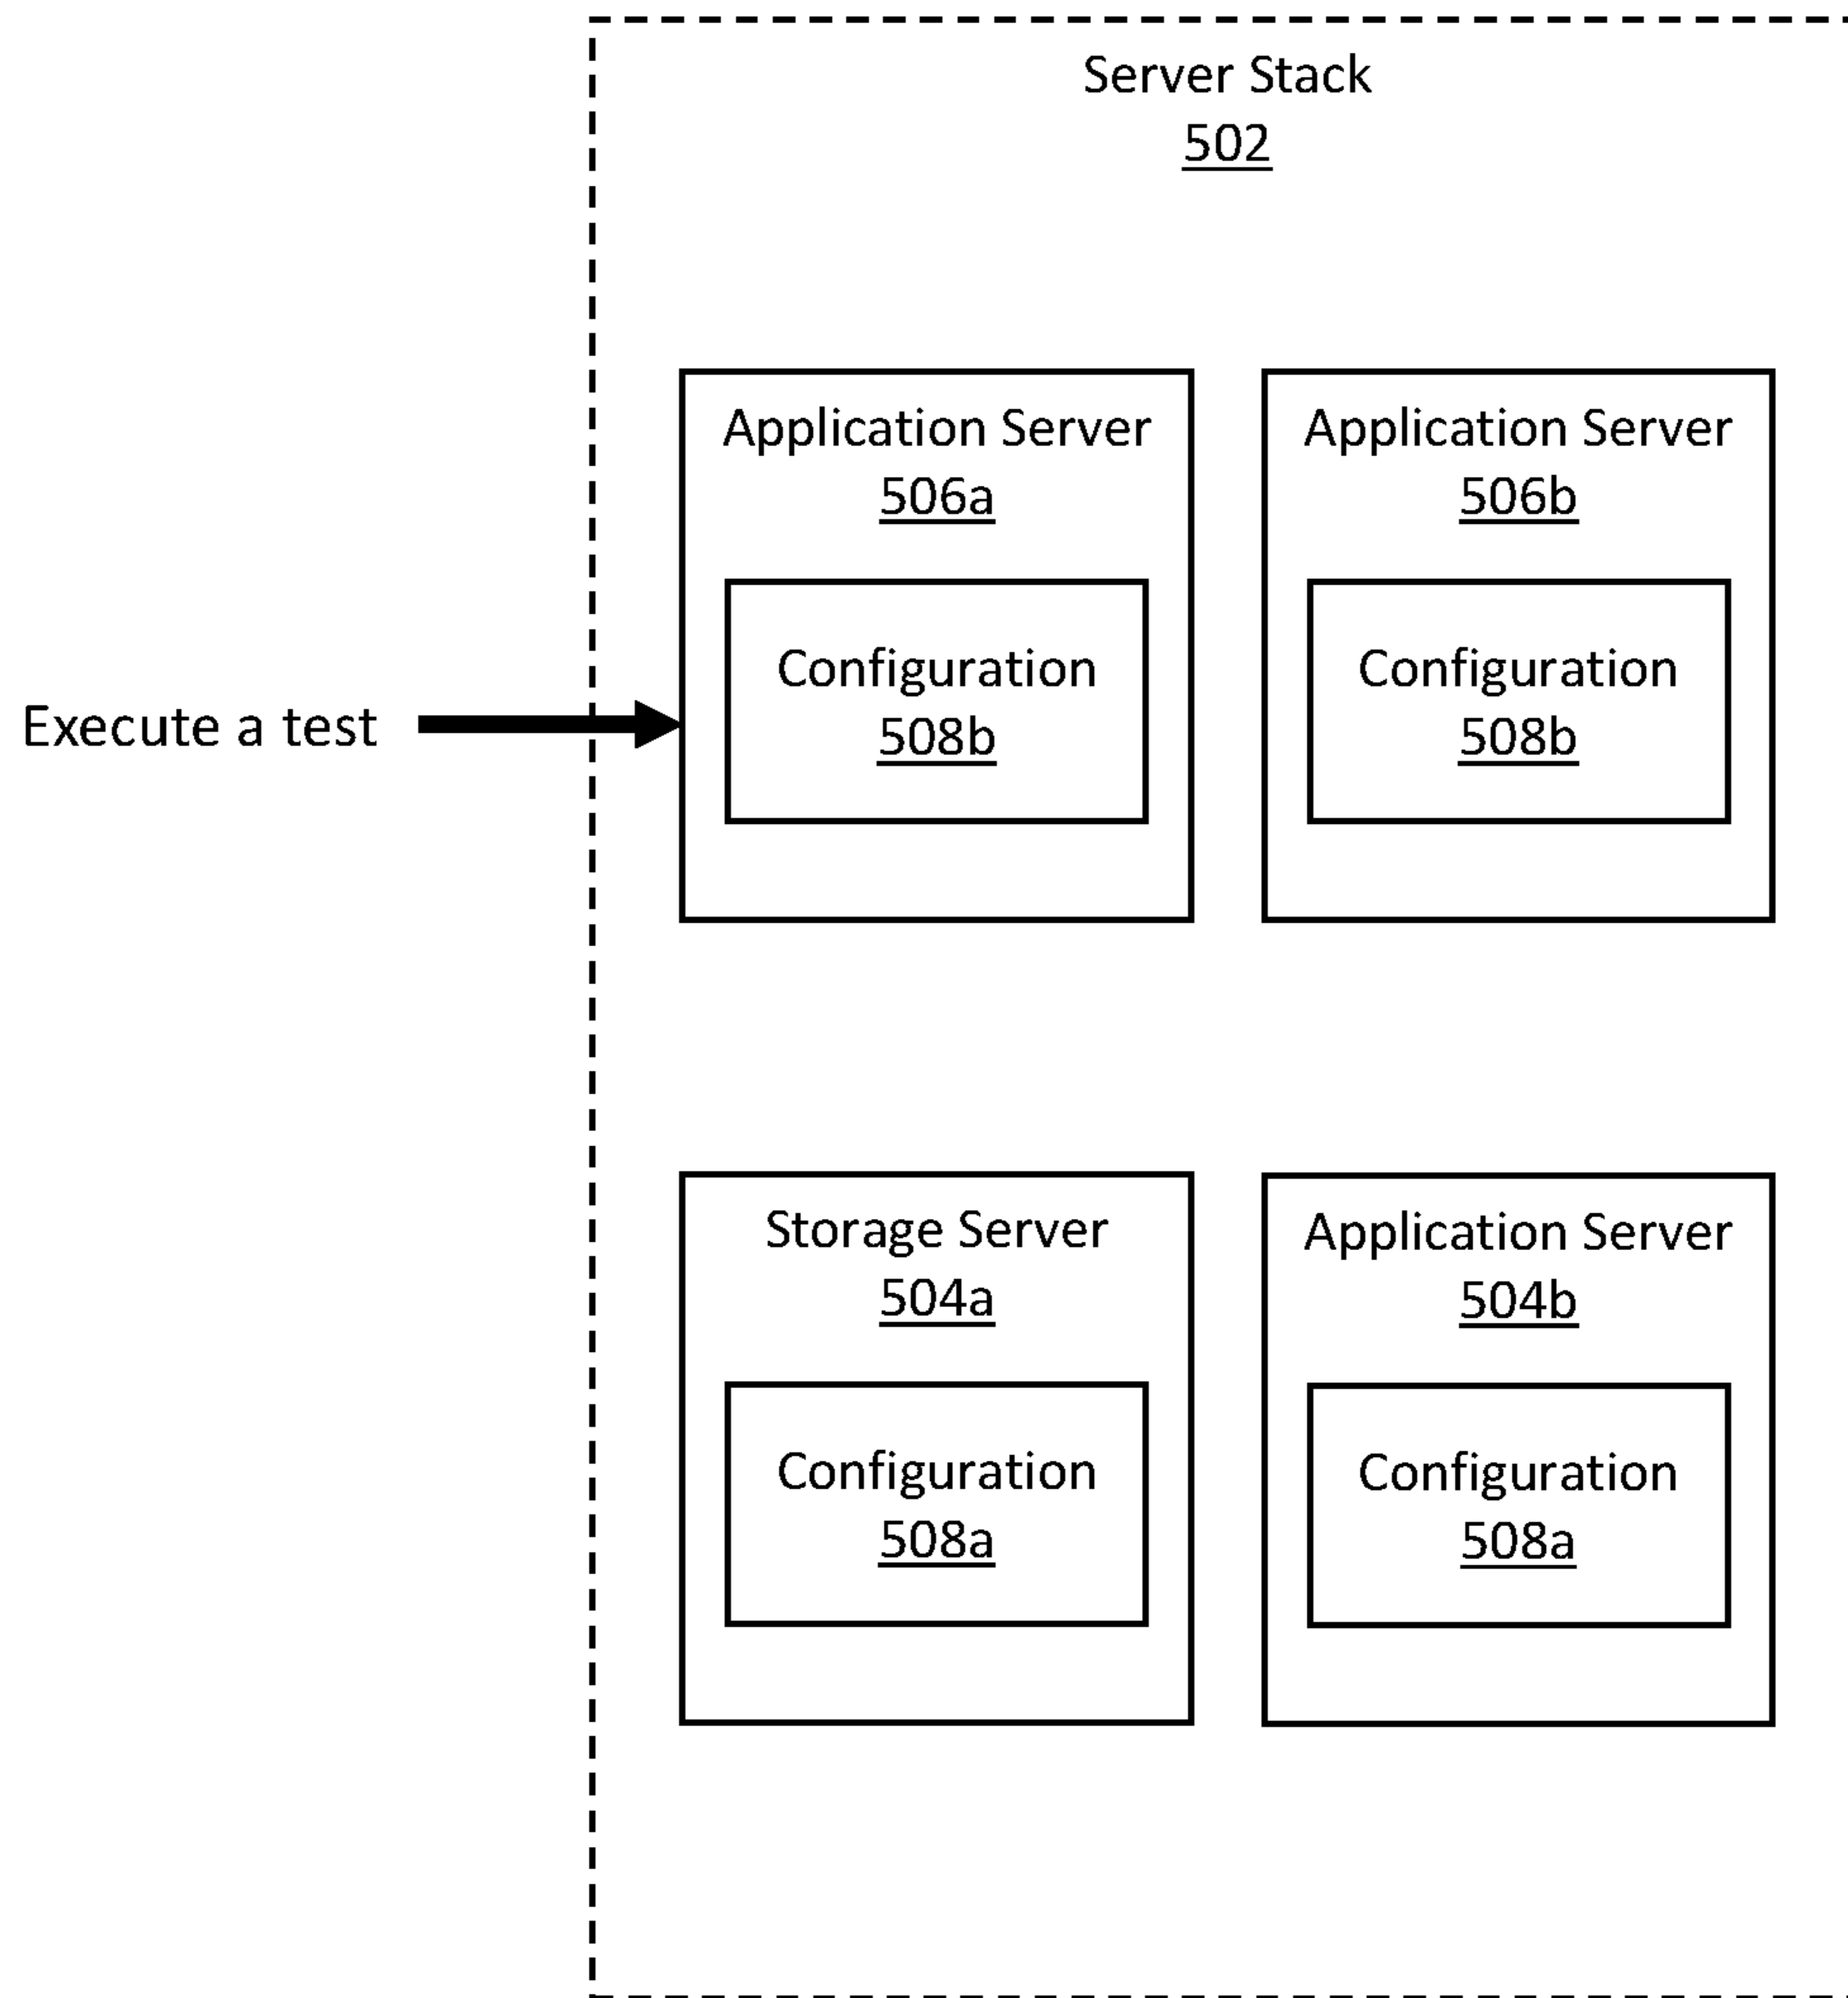 Server Stack
502
Application Server
506a
Configuration
508b
Application Server
506b
Configuration
508b
Execute a test
Storage Server
504a
Configuration
508a
Application Server
504b
Configuration
508a